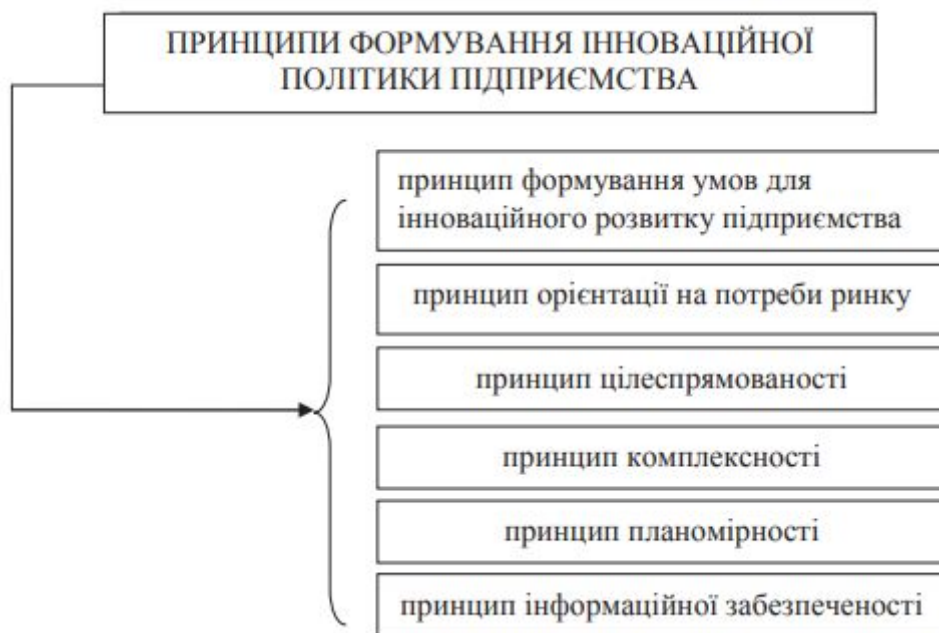 ПРИНЦИПИ ФОРМУВАННЯ ІННОВАЦІЙНОЇ
ПОЛІТИКИ ПІДПРИЄМСТВА
принцип формування умов для
інноваційного розвитку підприємства
принцип орієнтації на потреби ринку
принцип цілеспрямованості
принцип комплексності
принцип планомірності
принцип інформаційної забезпеченості